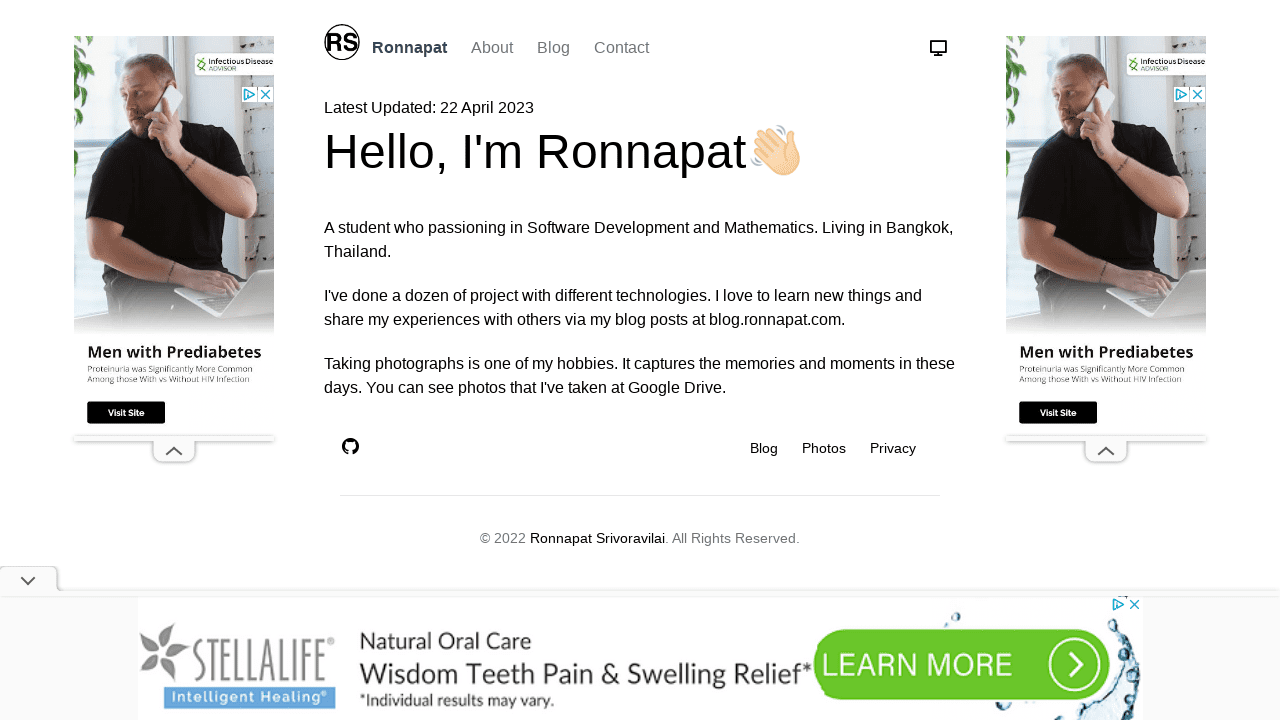 RS
Ronnapat
About
Blog
Contact
Latest Updated: 22 April 2023
Hello, I'm Ronnapat👋🏻
A student who passioning in Software Development and Mathematics. Living in Bangkok,
Thailand.
I've done a dozen of project with different technologies. I love to learn new things and
share my experiences with others via my blog posts at blog.ronnapat.com.
Taking photographs is one of my hobbies. It captures the memories and moments in these
days. You can see photos that I've taken at Google Drive.
Blog
Photos
Privacy
© 2022 Ronnapat Srivoravilai. All Rights Reserved.
Infectious Disease
ADVISOR
Men with Prediabetes
Proteinuria was Significantly More Common
Among those With vs Without HIV Infection
Visit Site
Infectious Disease
ADVISOR
Men with Prediabetes
Proteinuria was Significantly More Common
Among those With vs Without HIV Infection
Visit Site
STELLALIFE®
Intelligent Healing®
Natural Oral Care
Wisdom Teeth Pain & Swelling Relief*
*Individual results may vary.
LEARN MORE